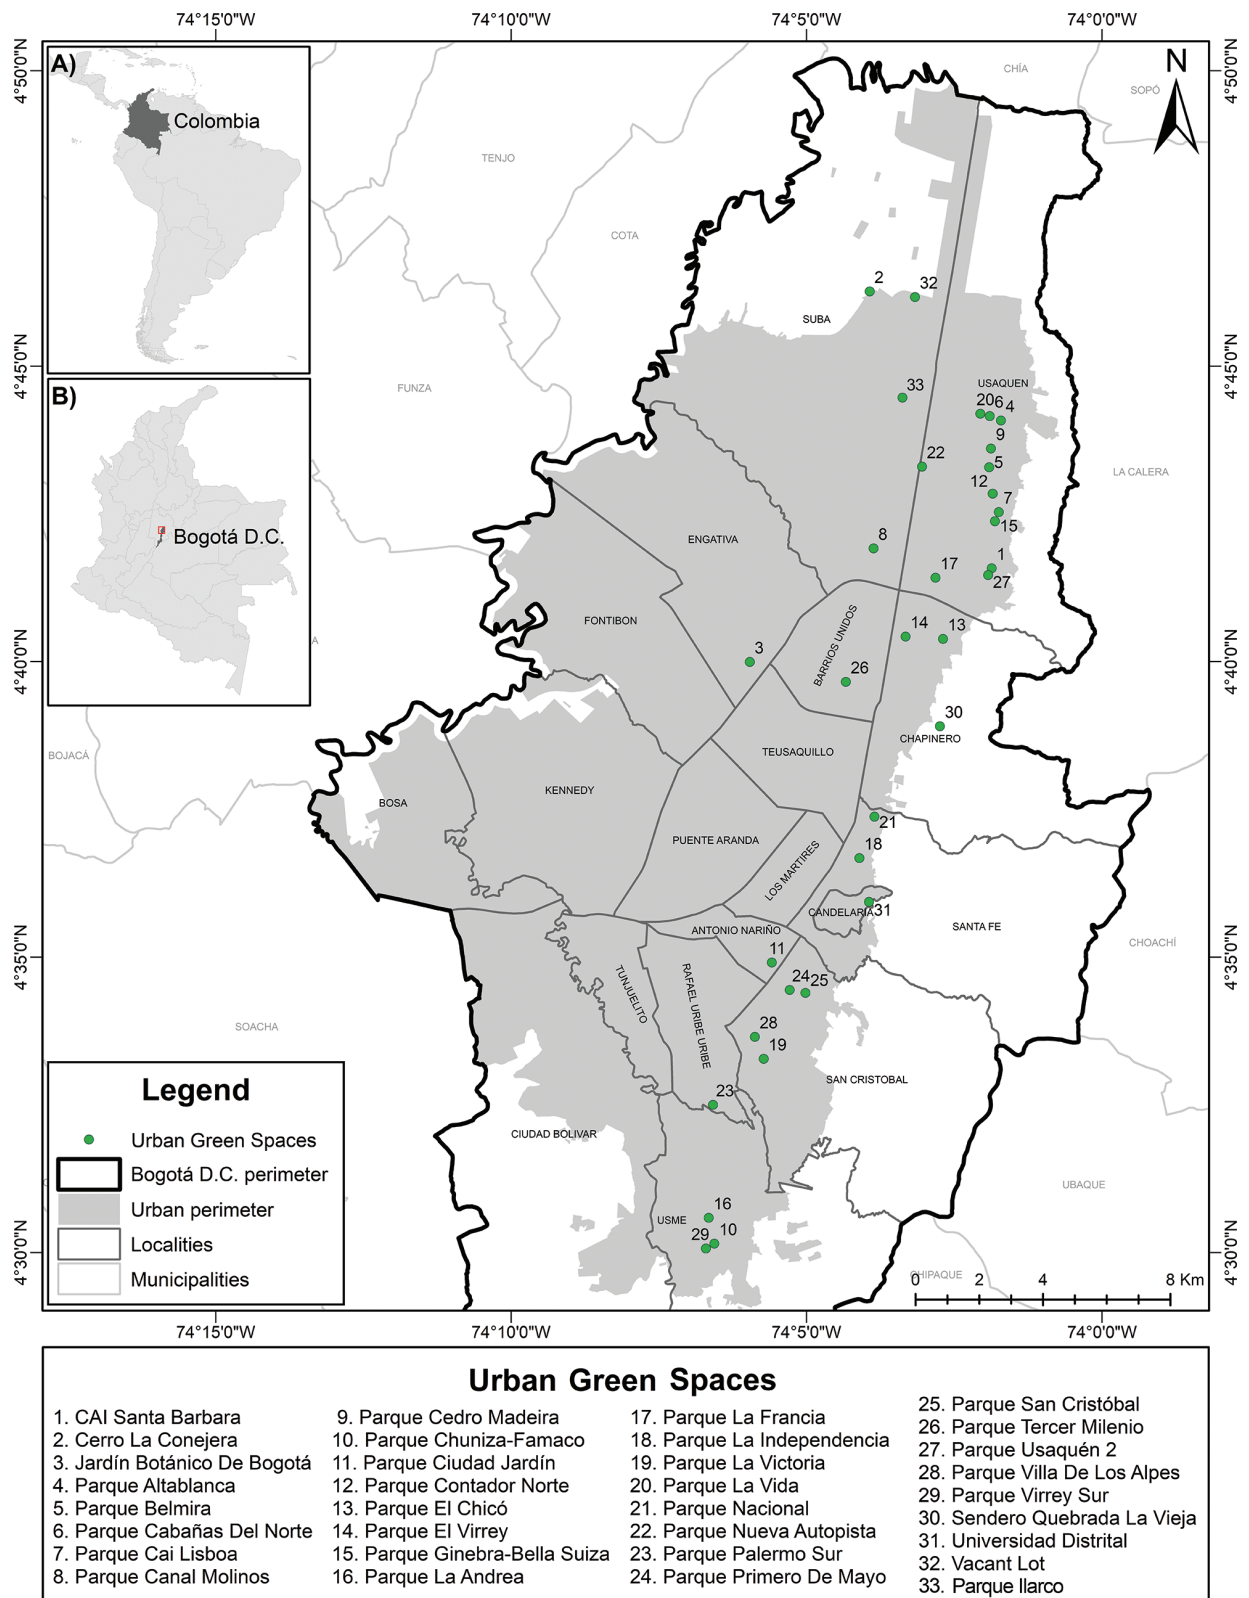 74°15'0"W 74°10'0"W 74°5'0"W 74°0'0"W
4°50'0"N 4°50'0"N
A)
Colombia
N
CHÍA
SOPÓ
TENJO
COTA
2 32
SUBA
4°45'0"N 4°45'0"N
B)
FUNZA
33
USAQUEN
20 6 4
9
22 5
LA CALERA
12
7
15
Bogotá D.C.
ENGATIVA
8
17
1
27
FONTIBON
A
BARRIOS UNIDOS
14 13
3
4°40'0"N 4°40'0"N
26
30
CHAPINERO
TEUSAQUILLO
BOJACÁ
KENNEDY
BOSA
21
PUENTE ARANDA
18
LOS MARTIRES
CANDELARIA 31
SANTA FE
ANTONIO NARIÑO
CHOACHÍ
4°35'0"N 4°35'0"N
11
24 25
TUNJUELITO
RAFAEL URIBE URIBE
SOACHA
28
19
SAN CRISTOBAL
23
CIUDAD BOLIVAR
UBAQUE
16
USME
10
29
4°30'0"N 4°30'0"N
CHIPAQUE
0 2 4 8 Km
Legend
Urban Green Spaces
Bogotá D.C. perimeter
Urban perimeter
Localities
Municipalities
74°15'0"W 74°10'0"W 74°5'0"W 74°0'0"W
Urban Green Spaces
1. CAI Santa Barbara
2. Cerro La Conejera
3. Jardín Botánico De Bogotá
4. Parque Altablanca
5. Parque Belmira
6. Parque Cabañas Del Norte
7. Parque Cai Lisboa
8. Parque Canal Molinos
9. Parque Cedro Madeira
10. Parque Chuniza-Famaco
11. Parque Ciudad Jardín
12. Parque Contador Norte
13. Parque El Chicó
14. Parque El Virrey
15. Parque Ginebra-Bella Suiza
16. Parque La Andrea
17. Parque La Francia
18. Parque La Independencia
19. Parque La Victoria
20. Parque La Vida
21. Parque Nacional
22. Parque Nueva Autopista
23. Parque Palermo Sur
24. Parque Primero De Mayo
25. Parque San Cristóbal
26. Parque Tercer Milenio
27. Parque Usaquén 2
28. Parque Villa De Los Alpes
29. Parque Virrey Sur
30. Sendero Quebrada La Vieja
31. Universidad Distrital
32. Vacant Lot
33. Parque Ilarco